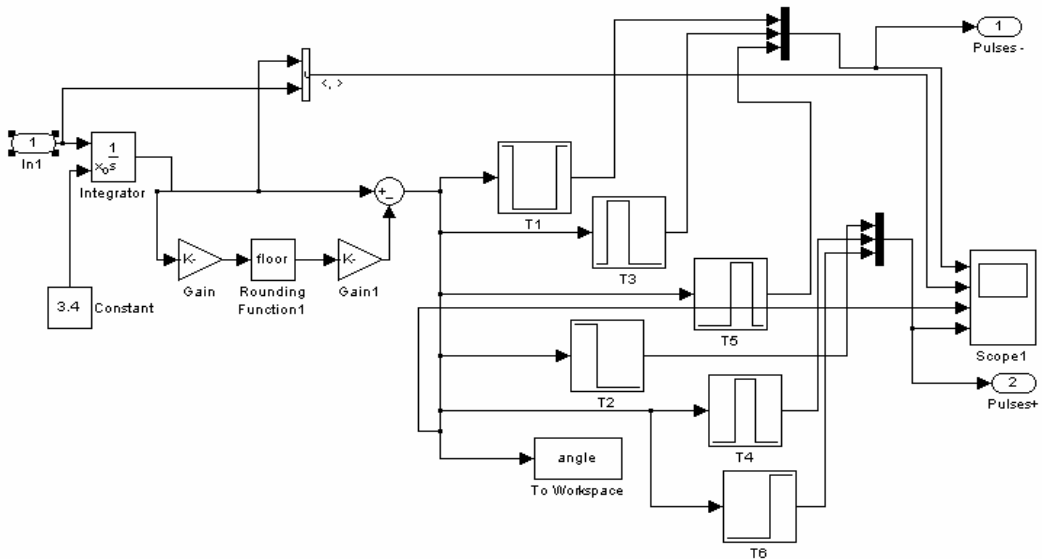 1
Pulses -
<, >
1
In1
1
x₀ s
Integrator
+
-
T1
T3
K-
Gain
floor
Rounding
Function1
K-
Gain1
3.4
Constant
T5
Scope1
T2
2
Pulses+
T4
angle
To Workspace
T6